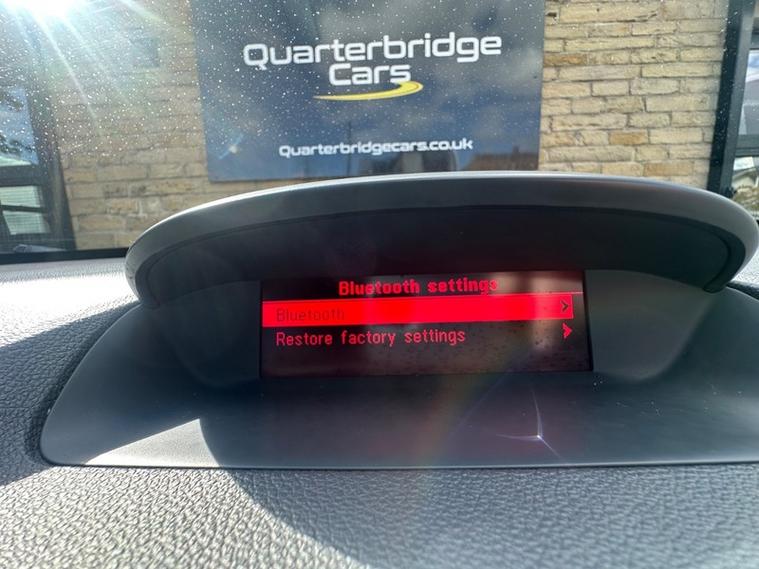 Quarterbridge
Cars
Quarterbridgecars.co.uk
Bluetooth settings
Bluetooth
Restore factory settings